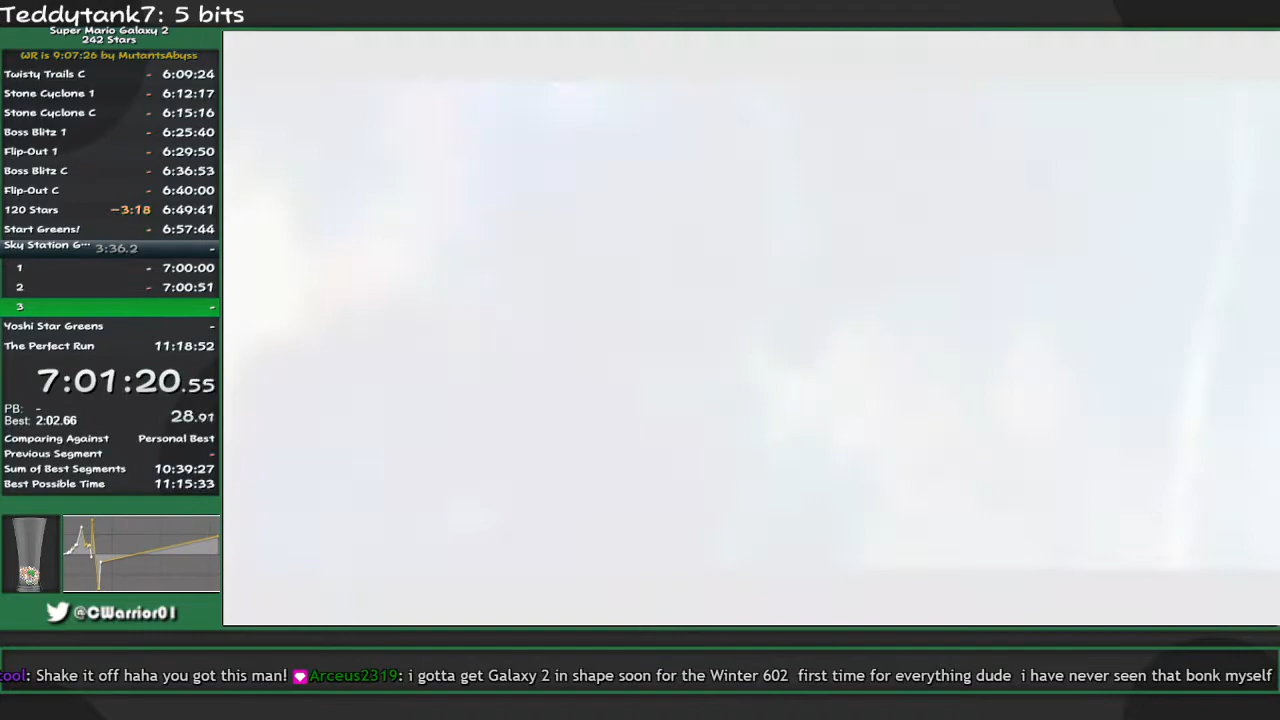 Teddytank7: 5 bits
Super Mario Galaxy 2
242 Stars
WR is 9:07:26 by MutantsAbyss
Twisty Trails C - 6:09:24
Stone Cyclone 1 - 6:12:17
Stone Cyclone C - 6:15:16
Boss Blitz 1 - 6:25:40
Flip-Out 1 - 6:29:50
Boss Blitz C - 6:36:53
Flip-Out C - 6:40:00
120 Stars -3:18 6:49:41
Start Greens! - 6:57:44
Sky Station G... 3:36.2 -
1 - 7:00:00
2 - 7:00:51
3 -
Yoshi Star Greens -
The Perfect Run 11:18:52
7:01:20.55
PB: -
Best: 2:02.66 28.91
Comparing Against Personal Best
Previous Segment -
Sum of Best Segments 10:39:27
Best Possible Time 11:15:33
@CWarrior01
cool: Shake it off haha you got this man! Arceus2319: i gotta get Galaxy 2 in shape soon for the Winter 602 first time for everything dude i have never seen that bonk myself